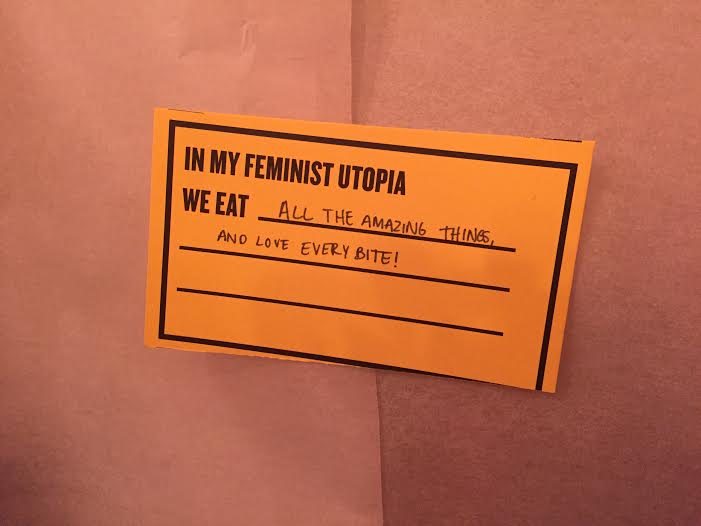 IN MY FEMINIST UTOPIA
WE EAT ALL THE AMAZING THINGS,
AND LOVE EVERY BITE!